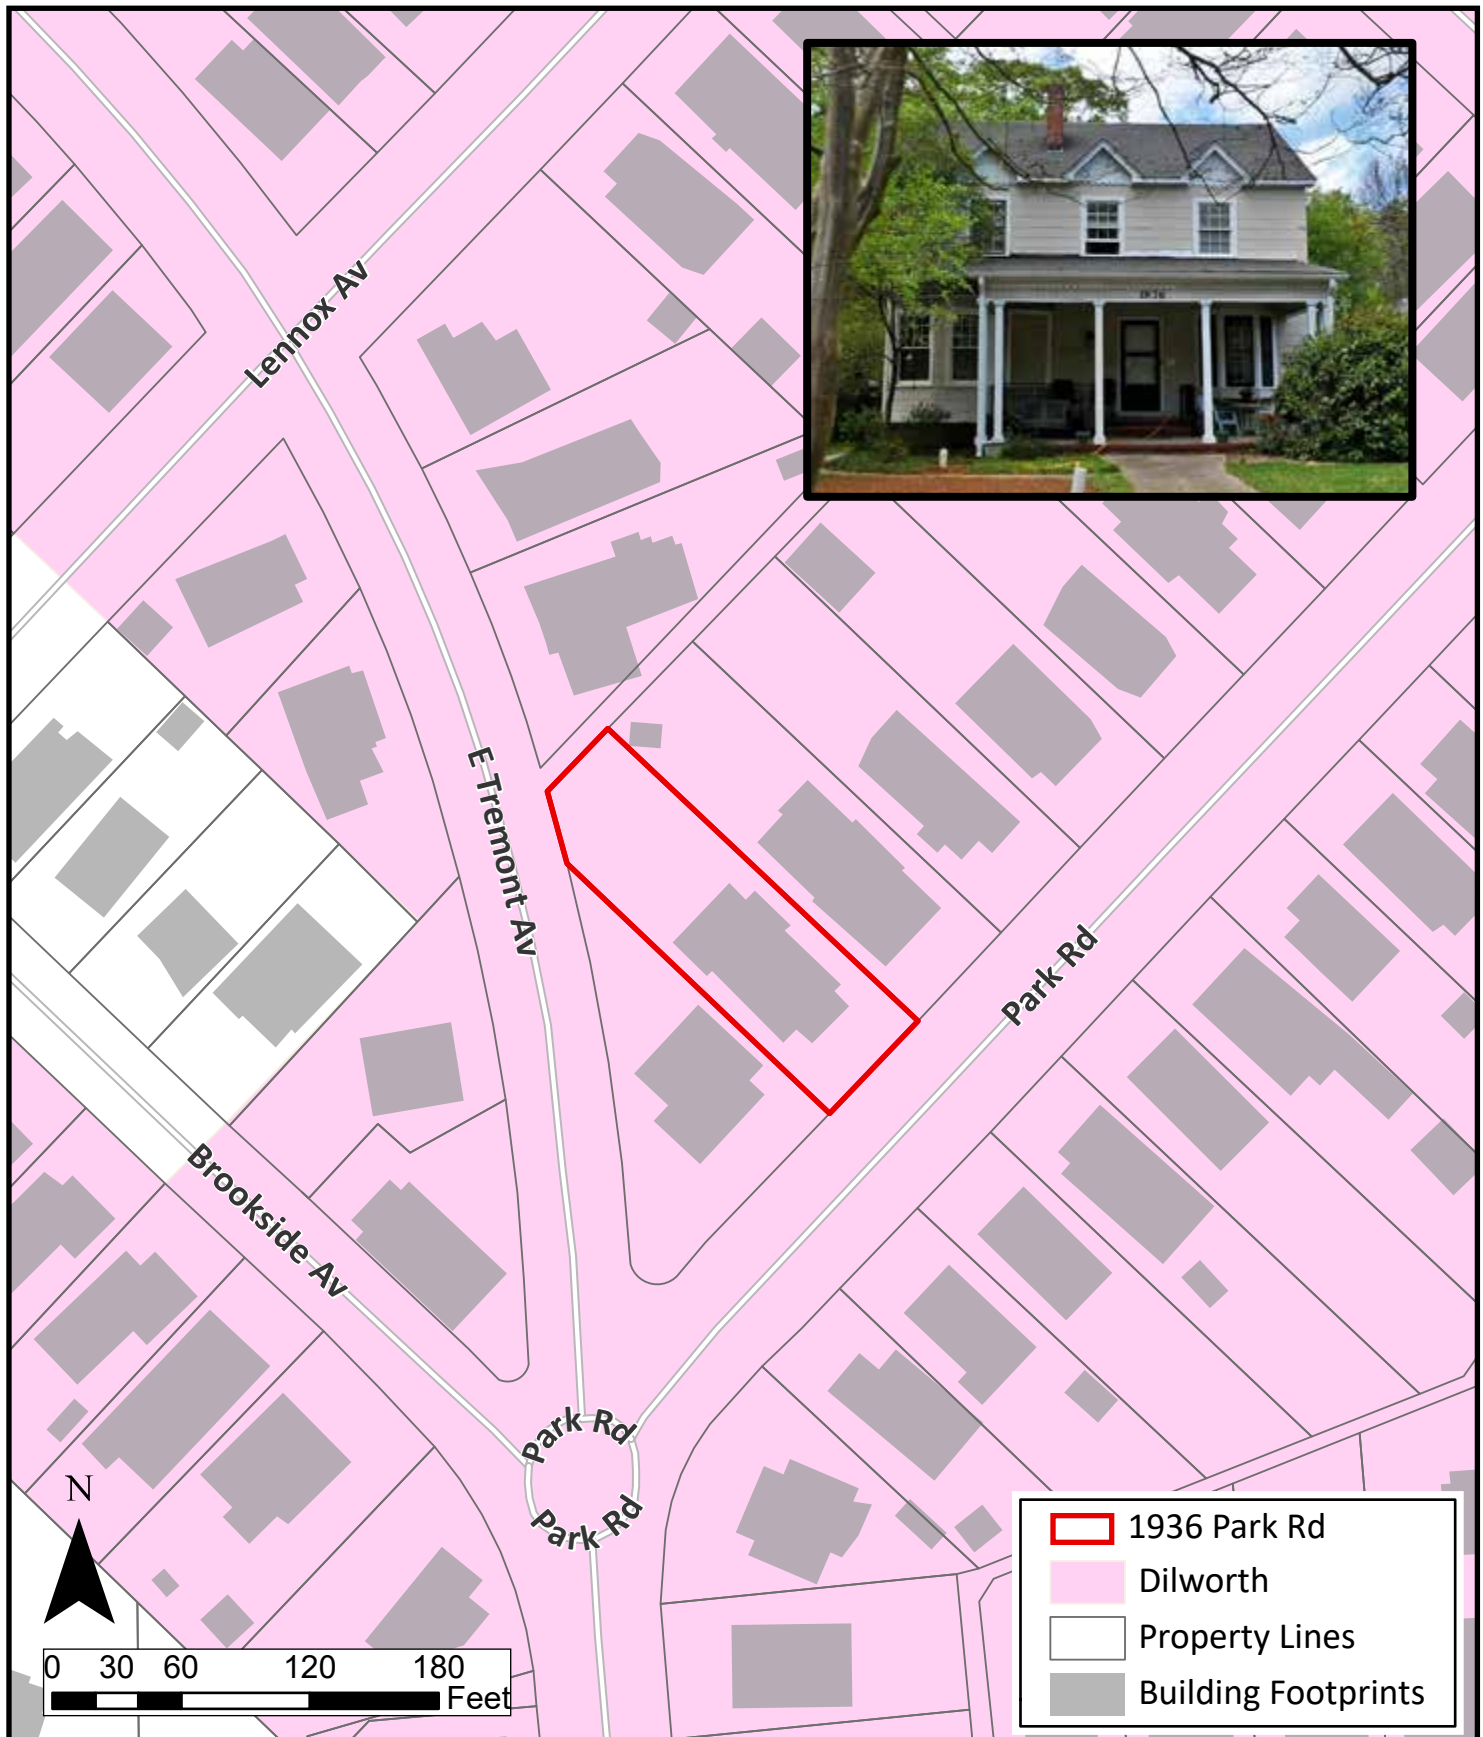 1936
Lennox Av
E Tremont Av
Park Rd
Brookside Av
Park Rd
Park Rd
N
0 30 60 120 180
Feet
1936 Park Rd
Dilworth
Property Lines
Building Footprints